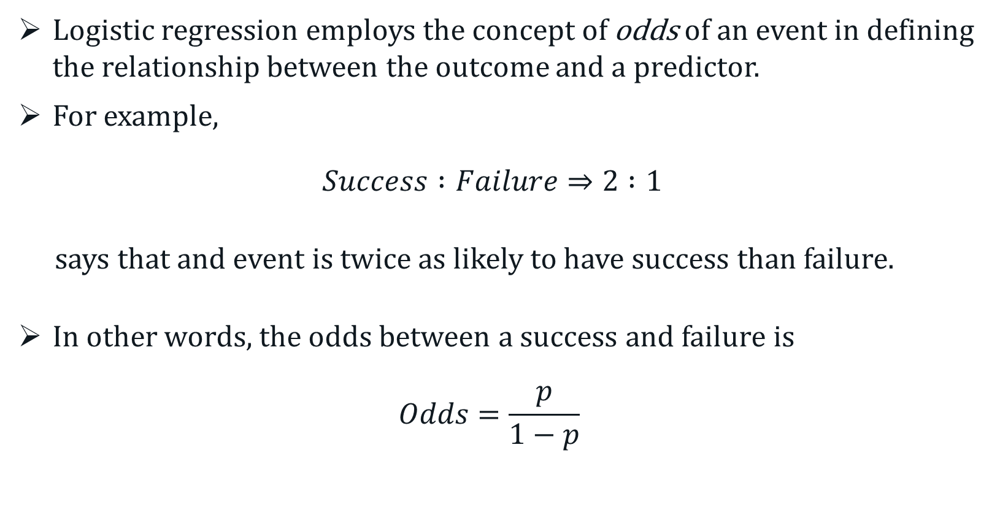 ➢ Logistic regression employs the concept of odds of an event in defining
the relationship between the outcome and a predictor.
➢ For example,
Success : Failure ⇒ 2 : 1
says that and event is twice as likely to have success than failure.
➢ In other words, the odds between a success and failure is
Odds = p / (1 − p)